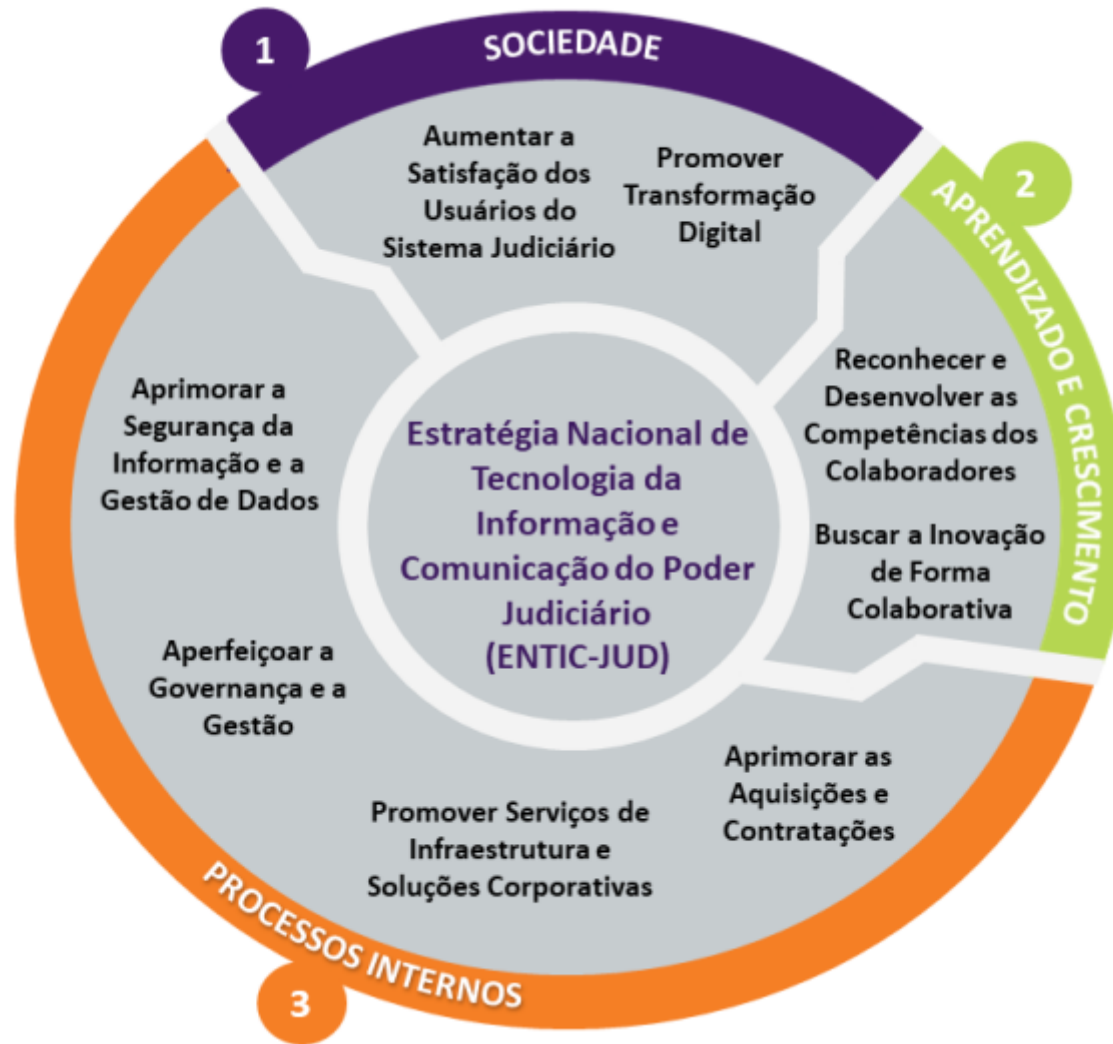 1
SOCIEDADE
Aumentar a
Satisfação dos
Usuários do
Sistema Judiciário
Promover
Transformação
Digital
2
APRENDIZADO E CRESCIMENTO
Reconhecer e
Desenvolver as
Competências dos
Colaboradores
Buscar a Inovação
de Forma
Colaborativa
Estratégia Nacional de
Tecnologia da
Informação e
Comunicação do Poder
Judiciário
(ENTIC-JUD)
Aprimorar a
Segurança da
Informação e a
Gestão de Dados
Aperfeiçoar a
Governança e a
Gestão
Promover Serviços de
Infraestrutura e
Soluções Corporativas
Aprimorar as
Aquisições e
Contratações
PROCESSOS INTERNOS
3